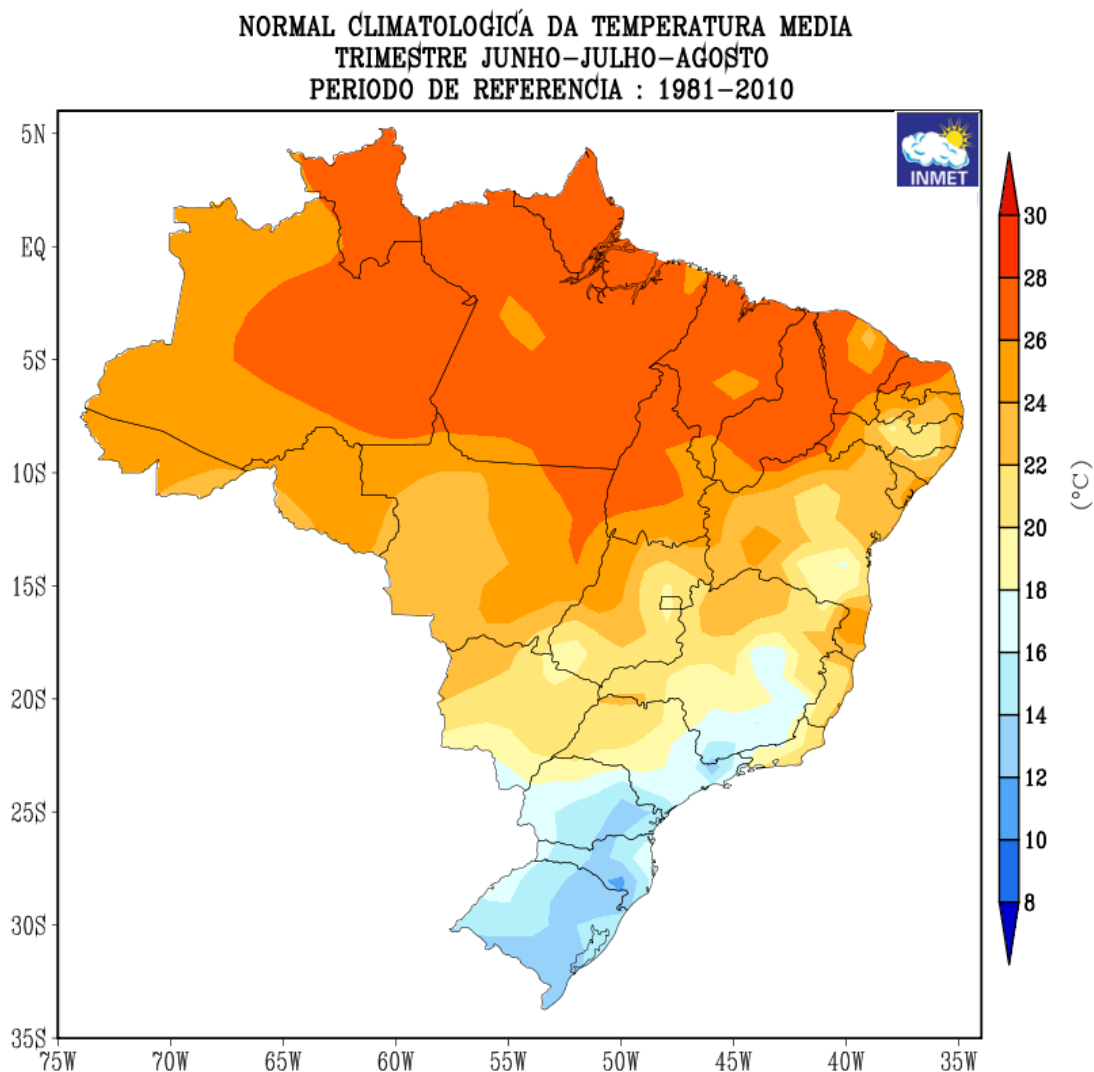 NORMAL CLIMATOLOGICÁ DA TEMPERATURA MEDIA
TRIMESTRE JUNHO-JULHO-AGOSTO
PERIODO DE REFERENCIA : 1981-2010
INMET
5N
EQ
5S
10S
15S
20S
25S
30S
35S
75W 70W 65W 60W 55W 50W 45W 40W 35W
30
28
26
24
22
20
18
16
14
12
10
8
(°C)